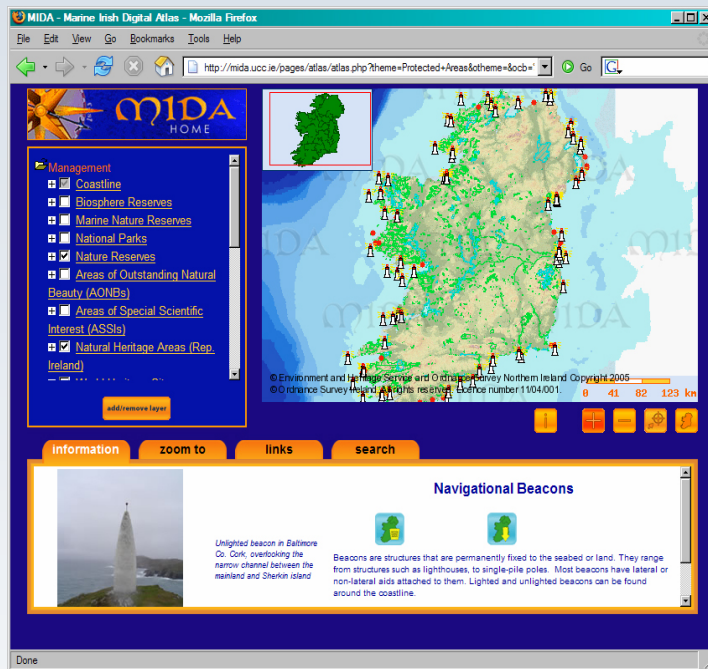 MIDA - Marine Irish Digital Atlas - Mozilla Firefox
File Edit View Go Bookmarks Tools Help
http://mida.ucc.ie/pages/atlas/atlas.php?theme=Protected+Areas&otheme=&ocb=' Go G
MIDA
HOME
Management
Coastline
Biosphere Reserves
Marine Nature Reserves
National Parks
Nature Reserves
Areas of Outstanding Natural
Beauty (AONBs)
Areas of Special Scientific
Interest (ASSIs)
Natural Heritage Areas (Rep.
Ireland)
add/remove layer
MIDA
© Environment and Heritage Service and Ordnance Survey Northern Ireland Copyright 2005
© Ordnance Survey Ireland All rights reserved. Licence number 11/04/001.
0 41 82 123 km
i
information zoom to links search
Navigational Beacons
Unlighted beacon in Baltimore
Co. Cork, overlooking the
narrow channel between the
mainland and Sherkin island
Beacons are structures that are permanently fixed to the seabed or land. They range
from structures such as lighthouses, to single-pile poles. Most beacons have lateral or
non-lateral aids attached to them. Lighted and unlighted beacons can be found
around the coastline.
Done